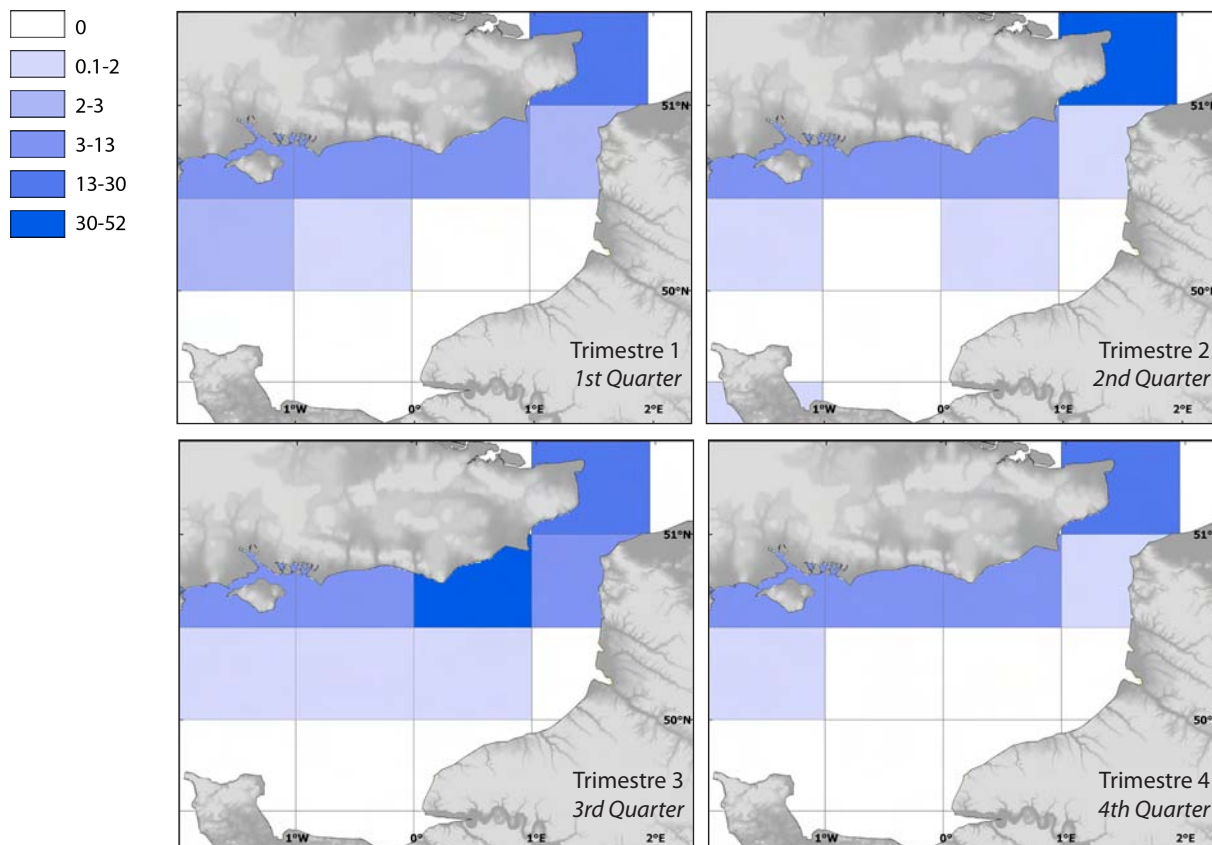 0
0.1-2
2-3
3-13
13-30
30-52
51°N
50°N
Trimestre 1
1st Quarter
1°W
0°
1°E
2°E
51°N
50°N
Trimestre 2
2nd Quarter
1°W
0°
1°E
2°E
51°N
50°N
Trimestre 3
3rd Quarter
1°W
0°
1°E
2°E
51°N
50°N
Trimestre 4
4th Quarter
1°W
0°
1°E
2°E